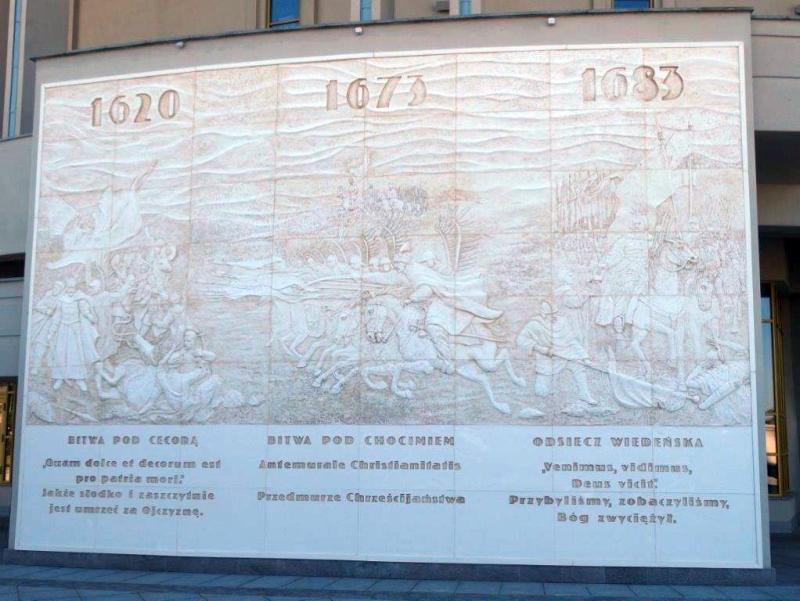 1620
1673
1683
BITWA POD CECORĄ
„Quam dolce et decorum est
pro patria mori."
Jakże słodko i zaszczytnie
jest umrzeć za Ojczyznę.
BITWA POD CHOCIMIEM
Antemurale Christianitatis
Przedmurze Chrześcijaństwa
ODSIECZ WIEDEŃSKA
„Venimus, vidimus,
Deus vicit".
Przybyliśmy, zobaczyliśmy,
Bóg zwyciężył.